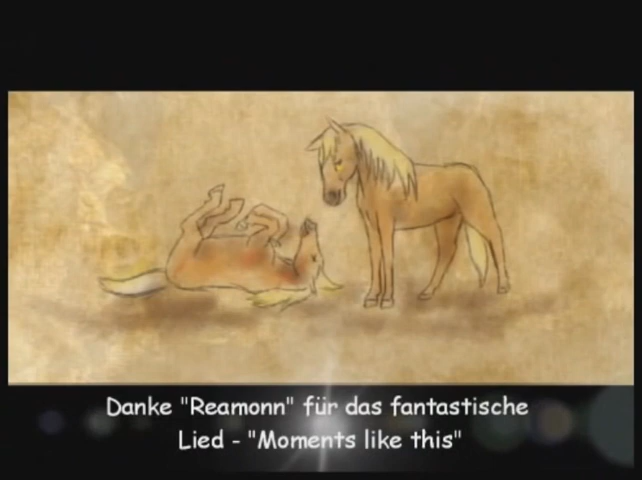 Danke "Reamonn" für das fantastische
Lied - "Moments like this"